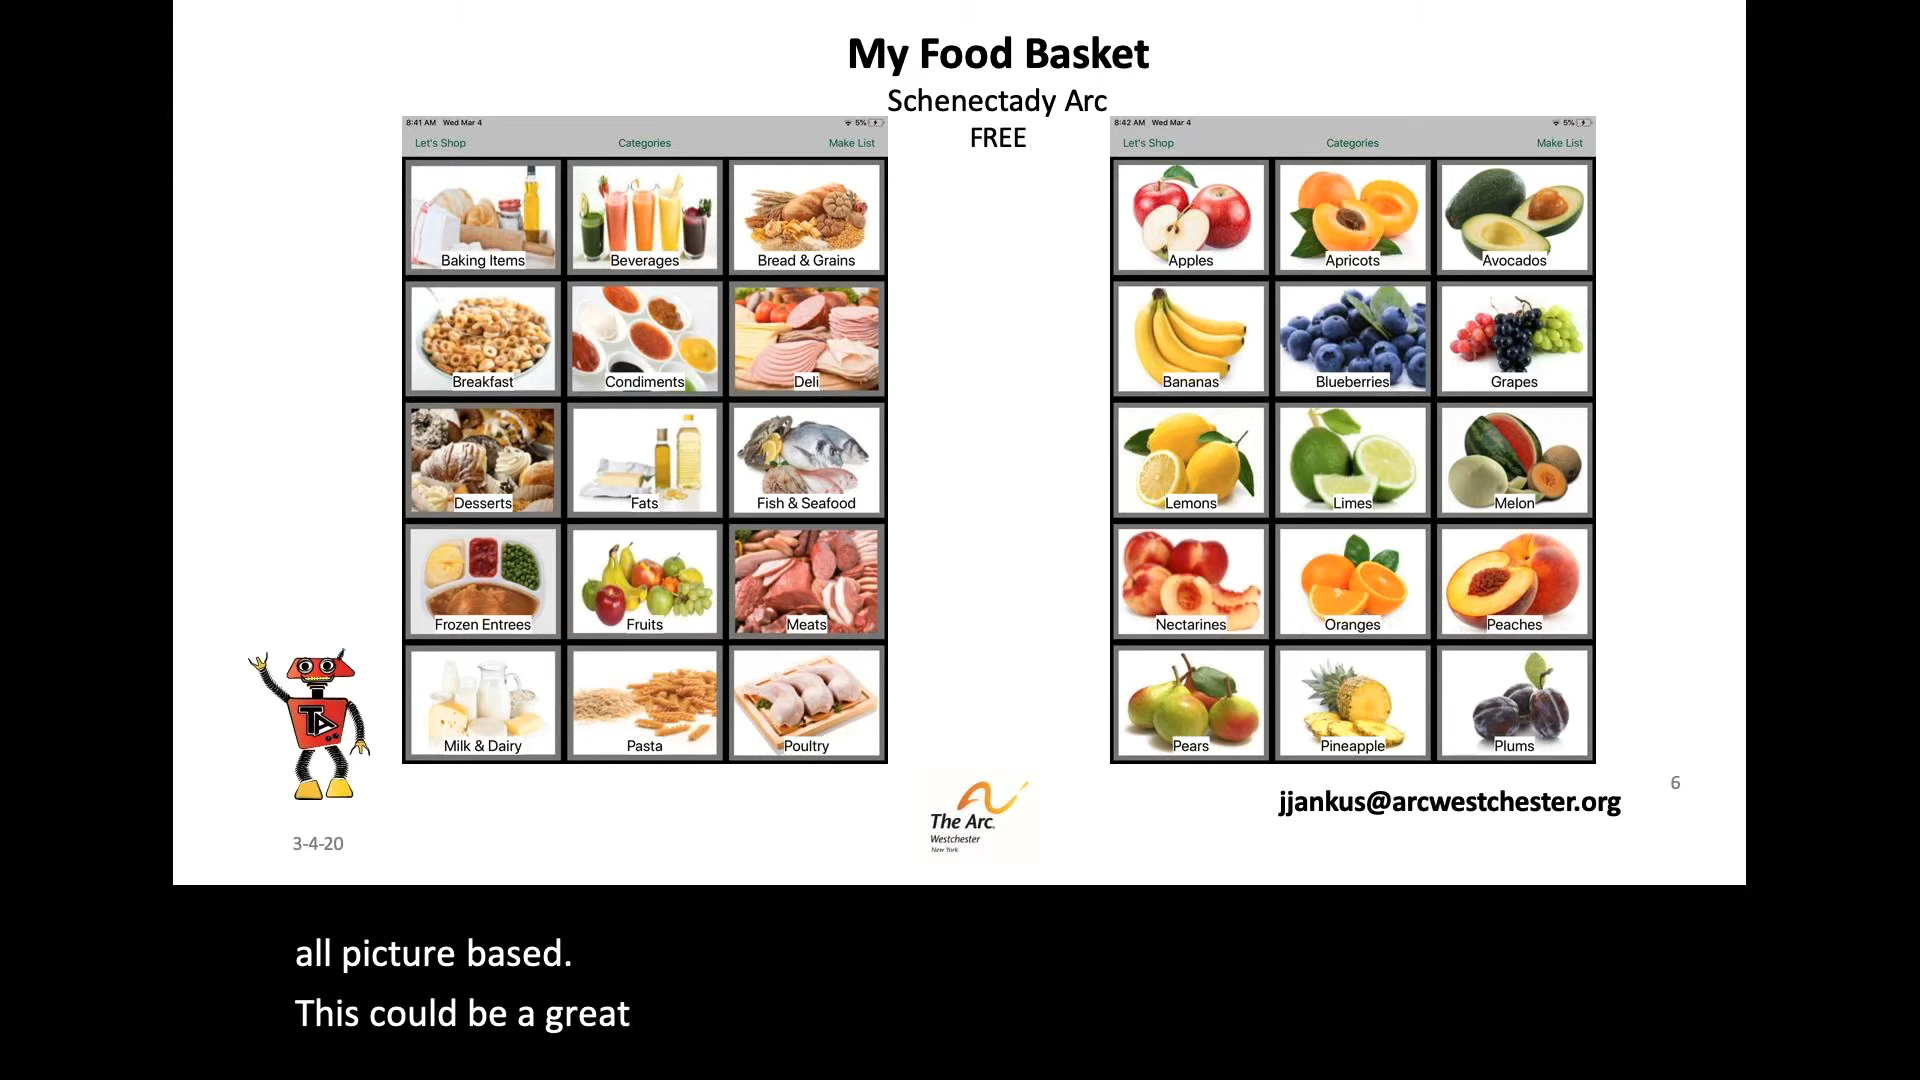 My Food Basket
Schenectady Arc
FREE
8:41 AM Wed Mar 4 5%
Let's Shop Categories Make List
Baking Items Beverages Bread & Grains
Breakfast Condiments Deli
Desserts Fats Fish & Seafood
Frozen Entrees Fruits Meats
Milk & Dairy Pasta Poultry
8:42 AM Wed Mar 4 5%
Let's Shop Categories Make List
Apples Apricots Avocados
Bananas Blueberries Grapes
Lemons Limes Melon
Nectarines Oranges Peaches
Pears Pineapple Plums
TA
3-4-20
The Arc.
Westchester
New York
jjankus@arcwestchester.org
6
all picture based.
This could be a great